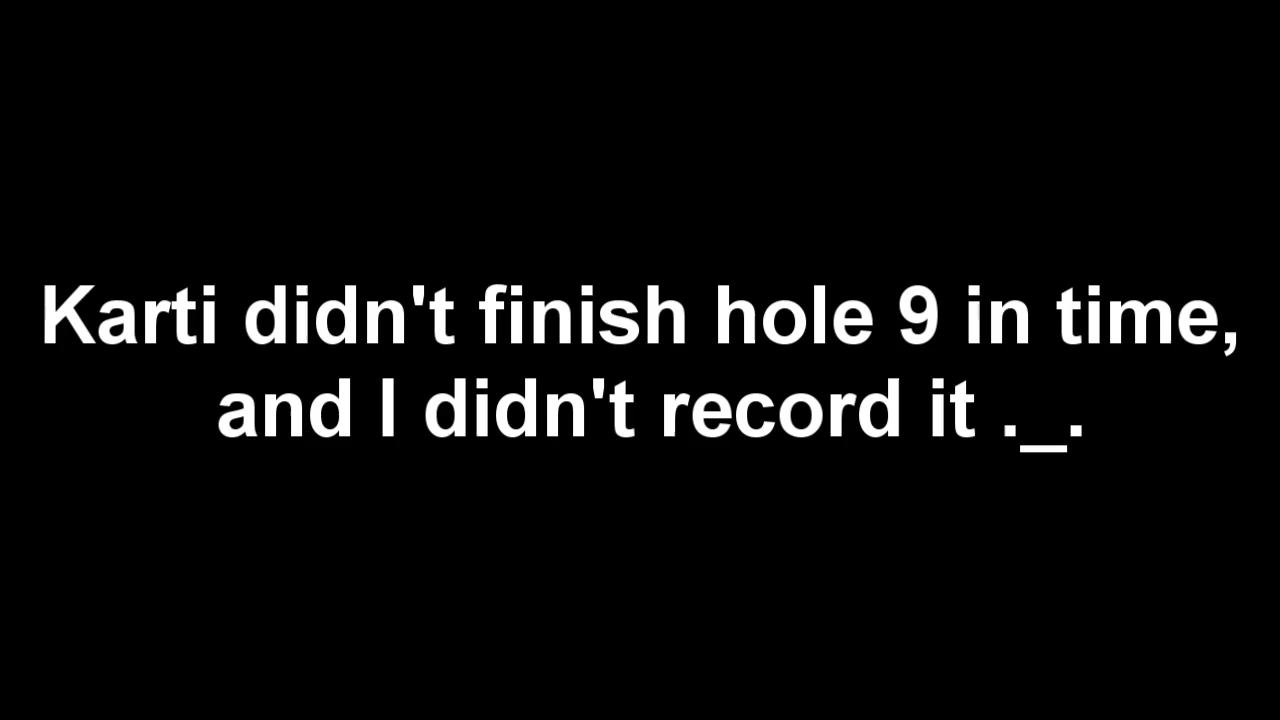 Karti didn't finish hole 9 in time,
and I didn't record it ._.